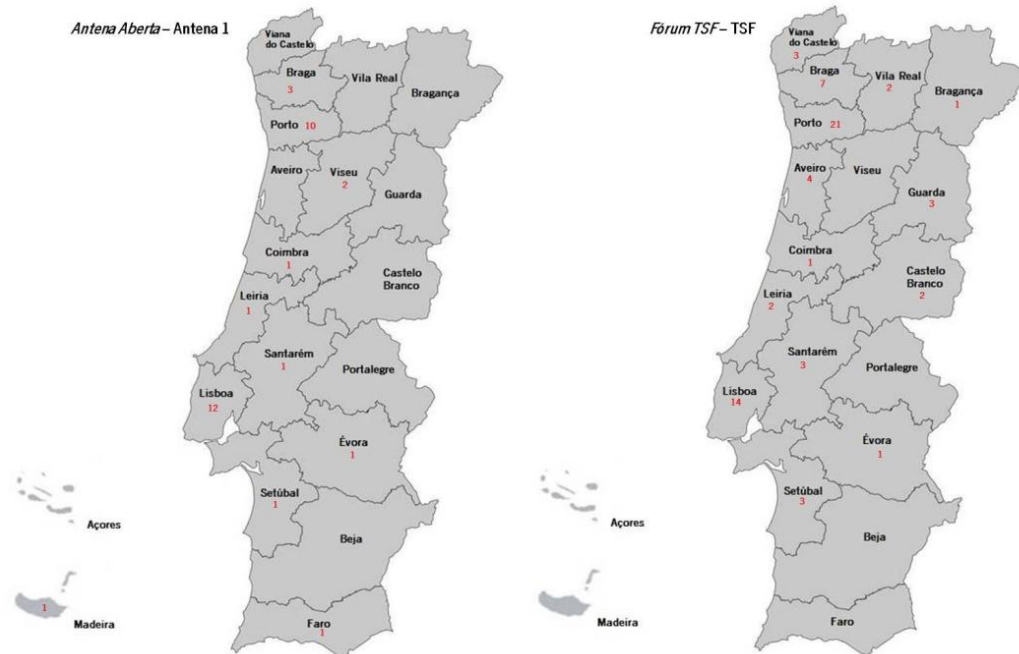 Antena Aberta – Antena 1
Viana
do Castelo
Braga
3
Vila Real
Bragança
Porto 10
Aveiro
Viseu
2
Guarda
Coimbra
1
Castelo
Branco
Leiria
1
Santarém
1
Portalegre
Lisboa
12
Évora
1
Setúbal
1
Beja
Açores
1
Madeira
Faro
1
Fórum TSF – TSF
Viana
do Castelo
3
Braga
7
Vila Real
2
Bragança
1
Porto 21
Aveiro
4
Viseu
Guarda
3
Coimbra
1
Castelo
Branco
2
Leiria
2
Santarém
3
Portalegre
Lisboa
14
Évora
1
Setúbal
3
Beja
Açores
Madeira
Faro